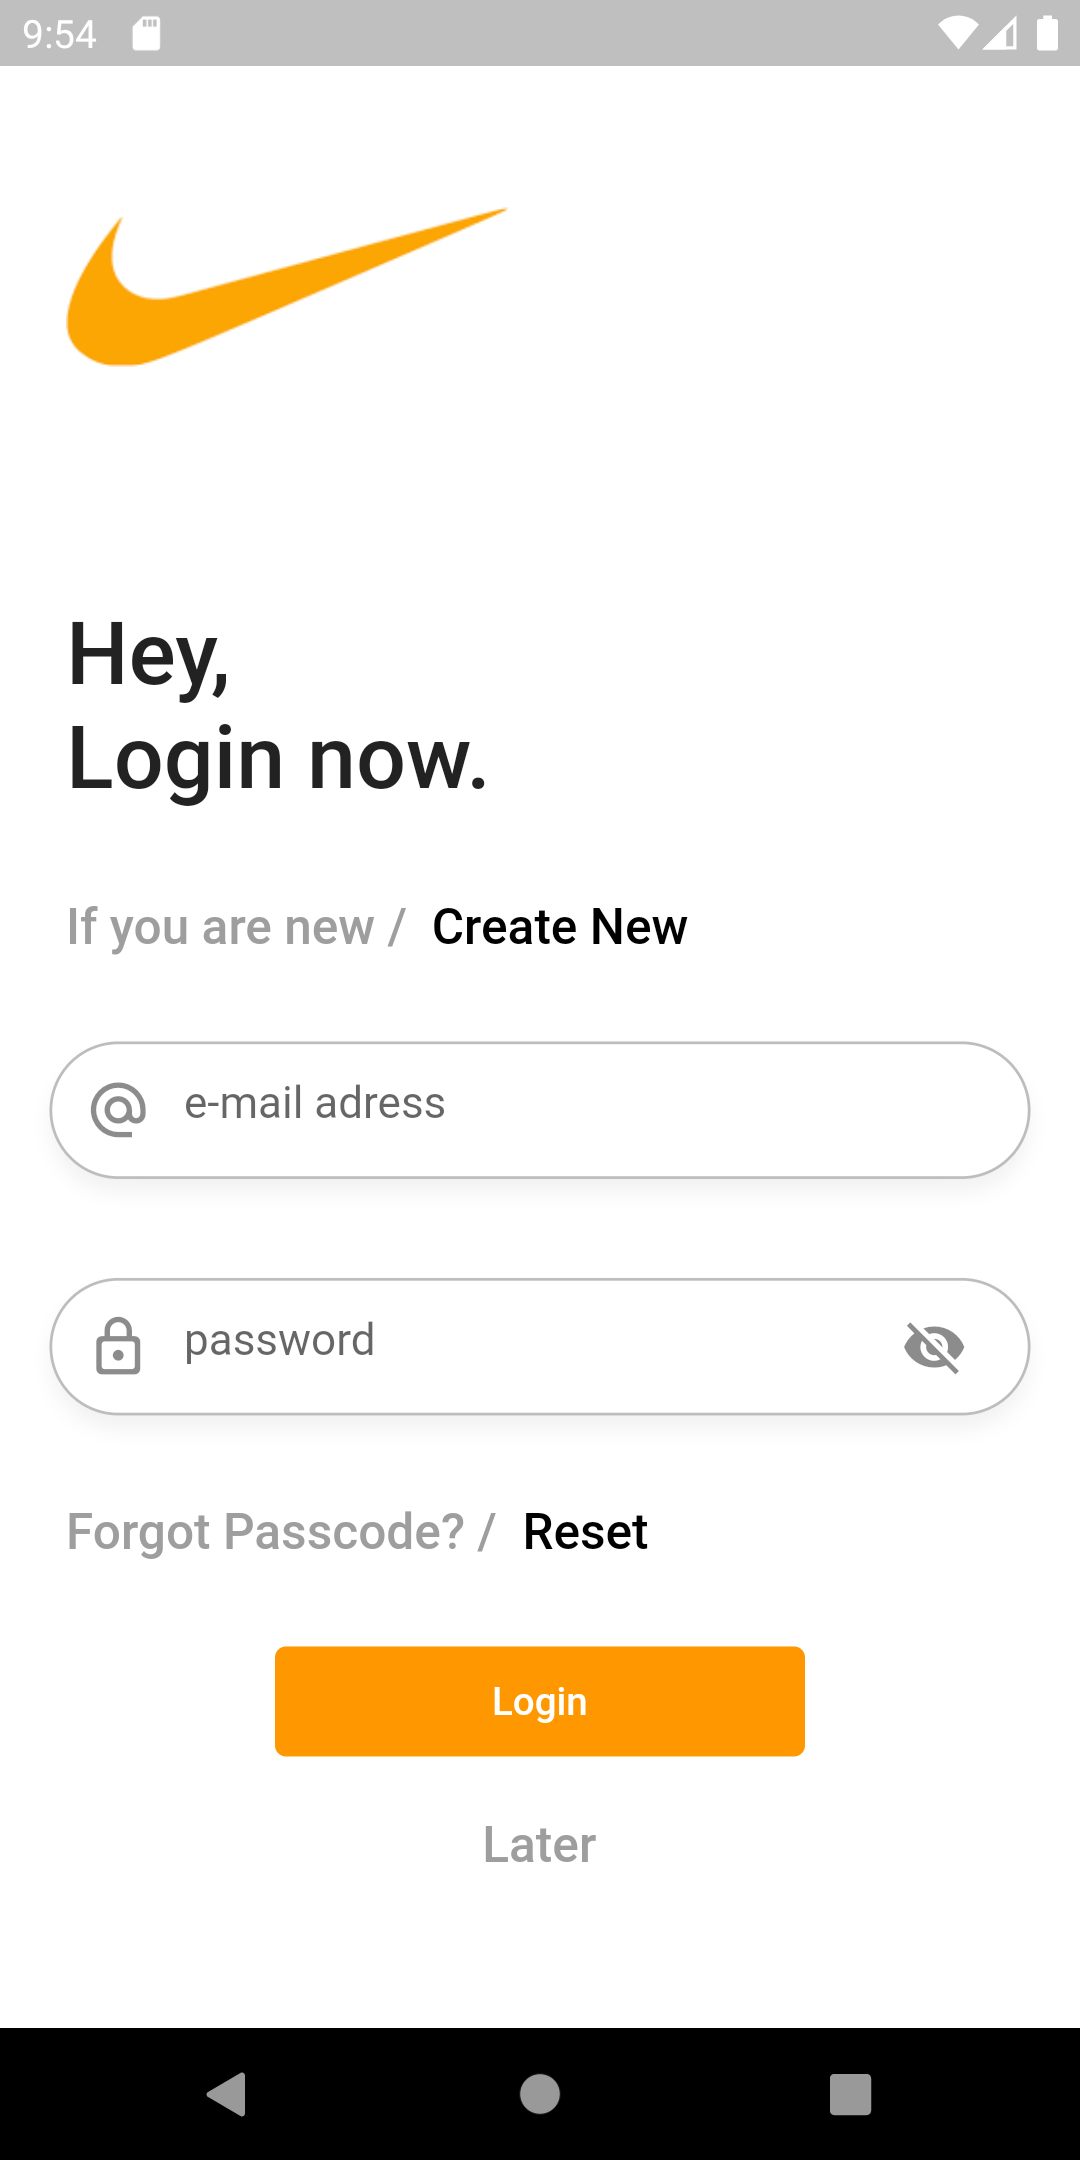 9:54
Hey,
Login now.
If you are new / Create New
e-mail adress
password
Forgot Passcode? / Reset
Login
Later